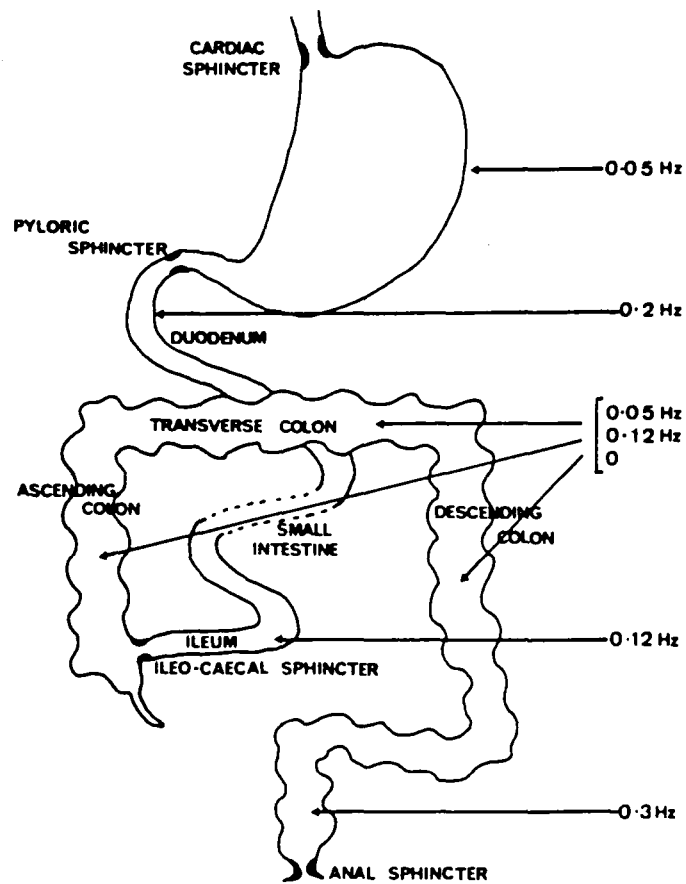 CARDIAC
SPHINCTER
0·05 Hz
PYLORIC
SPHINCTER
0·2 Hz
DUODENUM
0·05 Hz
TRANSVERSE COLON
0·12 Hz
0
ASCENDING
COLON
DESCENDING
COLON
SMALL
INTESTINE
ILEUM
0·12 Hz
ILEO-CAECAL SPHINCTER
0·3 Hz
ANAL SPHINCTER